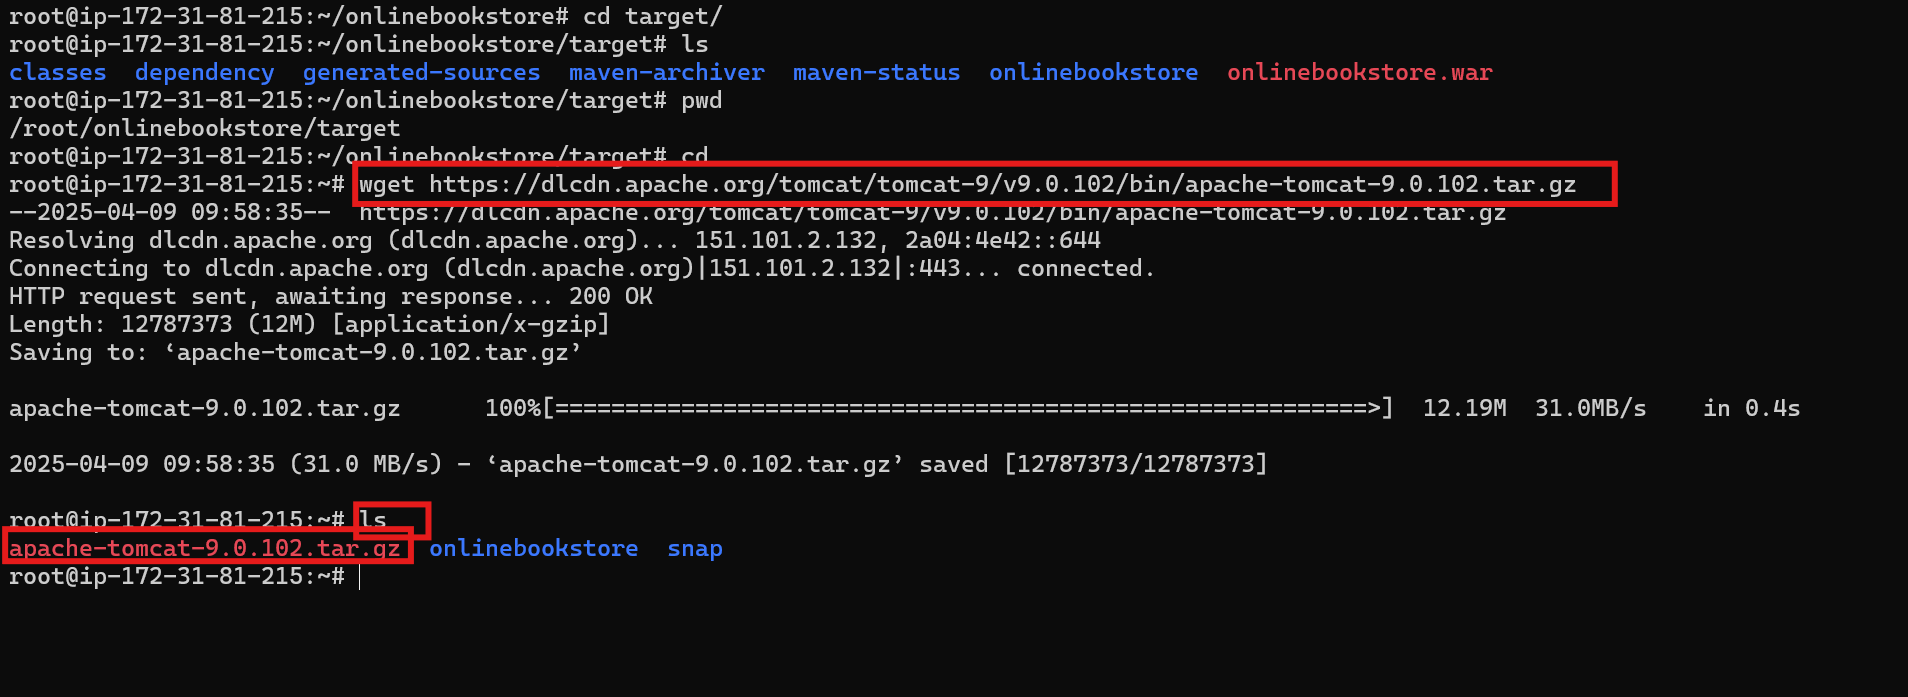 root@ip-172-31-81-215:~/onlinebookstore# cd target/
root@ip-172-31-81-215:~/onlinebookstore/target# ls
classes  dependency  generated-sources  maven-archiver  maven-status  onlinebookstore  onlinebookstore.war
root@ip-172-31-81-215:~/onlinebookstore/target# pwd
/root/onlinebookstore/target
root@ip-172-31-81-215:~/onlinebookstore/target# cd
root@ip-172-31-81-215:~# wget https://dlcdn.apache.org/tomcat/tomcat-9/v9.0.102/bin/apache-tomcat-9.0.102.tar.gz
--2025-04-09 09:58:35--  https://dlcdn.apache.org/tomcat/tomcat-9/v9.0.102/bin/apache-tomcat-9.0.102.tar.gz
Resolving dlcdn.apache.org (dlcdn.apache.org)... 151.101.2.132, 2a04:4e42::644
Connecting to dlcdn.apache.org (dlcdn.apache.org)|151.101.2.132|:443... connected.
HTTP request sent, awaiting response... 200 OK
Length: 12787373 (12M) [application/x-gzip]
Saving to: ‘apache-tomcat-9.0.102.tar.gz’
apache-tomcat-9.0.102.tar.gz      100%[==========================================================>]  12.19M  31.0MB/s    in 0.4s
2025-04-09 09:58:35 (31.0 MB/s) - ‘apache-tomcat-9.0.102.tar.gz’ saved [12787373/12787373]
root@ip-172-31-81-215:~# ls
apache-tomcat-9.0.102.tar.gz  onlinebookstore  snap
root@ip-172-31-81-215:~#